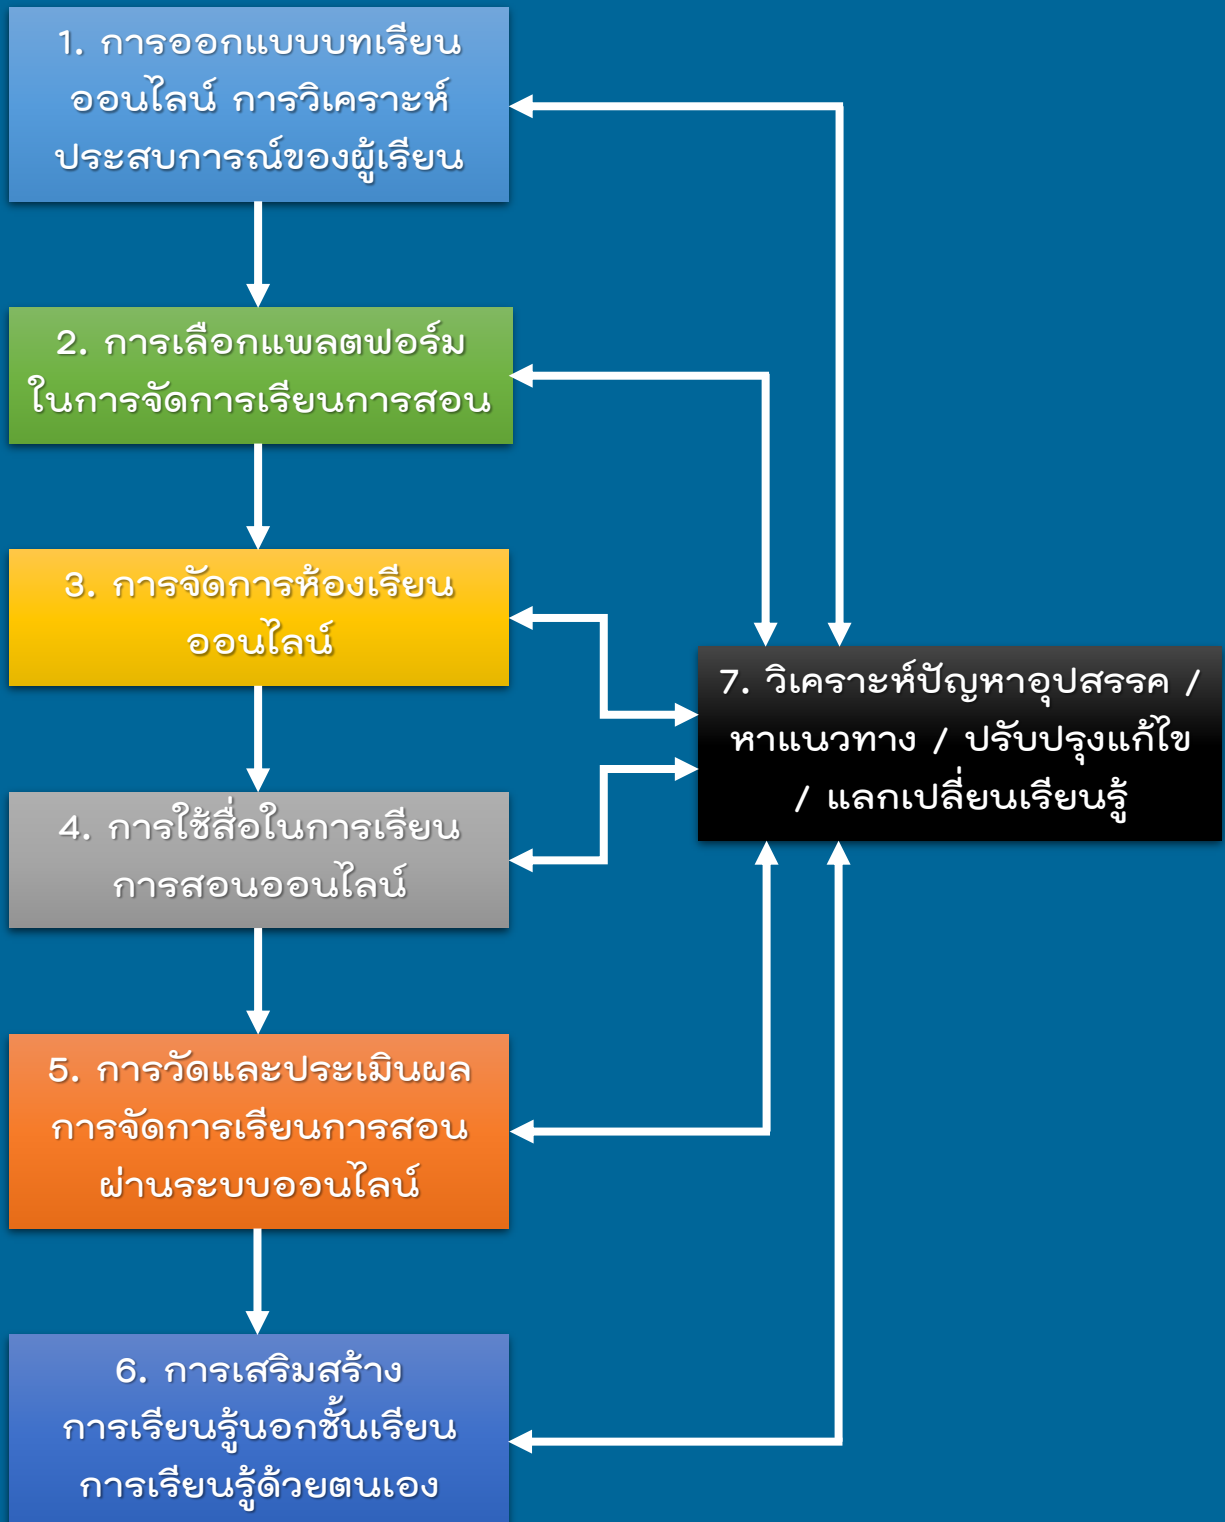 1. การออกแบบบทเรียน
ออนไลน์ การวิเคราะห์
ประสบการณ์ของผู้เรียน
2. การเลือกแพลตฟอร์ม
ในการจัดการเรียนการสอน
3. การจัดการห้องเรียน
ออนไลน์
4. การใช้สื่อในการเรียน
การสอนออนไลน์
5. การวัดและประเมินผล
การจัดการเรียนการสอน
ผ่านระบบออนไลน์
6. การเสริมสร้าง
การเรียนรู้นอกชั้นเรียน
การเรียนรู้ด้วยตนเอง
7. วิเคราะห์ปัญหาอุปสรรค /
หาแนวทาง / ปรับปรุงแก้ไข
/ แลกเปลี่ยนเรียนรู้